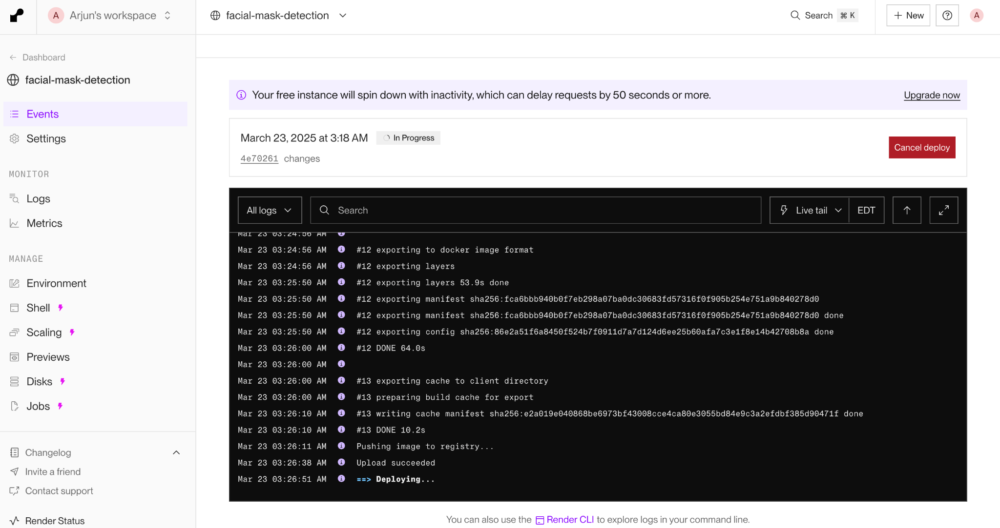 A Arjun's workspace
facial-mask-detection
Search ⌘ K
+ New
A
Dashboard
facial-mask-detection
Events
Settings
MONITOR
Logs
Metrics
MANAGE
Environment
Shell
Scaling
Previews
Disks
Jobs
Changelog
Invite a friend
Contact support
Render Status
Your free instance will spin down with inactivity, which can delay requests by 50 seconds or more.
Upgrade now
March 23, 2025 at 3:18 AM In Progress
4e70261 changes
Cancel deploy
All logs
Search
Live tail
EDT
Mar 23 03:24:56 AM
Mar 23 03:24:56 AM #12 exporting to docker image format
Mar 23 03:24:56 AM #12 exporting layers
Mar 23 03:25:50 AM #12 exporting layers 53.9s done
Mar 23 03:25:50 AM #12 exporting manifest sha256:fca6bbb940b0f7eb298a07ba0dc30683fd57316f0f905b254e751a9b840278d0
Mar 23 03:25:50 AM #12 exporting manifest sha256:fca6bbb940b0f7eb298a07ba0dc30683fd57316f0f905b254e751a9b840278d0 done
Mar 23 03:25:50 AM #12 exporting config sha256:86e2a51f6a8450f524b7f0911d7a7d124d6ee25b60afa7c3e1f8e14b42708b8a done
Mar 23 03:26:00 AM #12 DONE 64.0s
Mar 23 03:26:00 AM
Mar 23 03:26:00 AM #13 exporting cache to client directory
Mar 23 03:26:00 AM #13 preparing build cache for export
Mar 23 03:26:10 AM #13 writing cache manifest sha256:e2a019e040868be6973bf43008cce4ca80e3055bd84e9c3a2efdbf385d90471f done
Mar 23 03:26:10 AM #13 DONE 10.2s
Mar 23 03:26:11 AM Pushing image to registry...
Mar 23 03:26:38 AM Upload succeeded
Mar 23 03:26:51 AM ==> Deploying...
You can also use the Render CLI to explore logs in your command line.